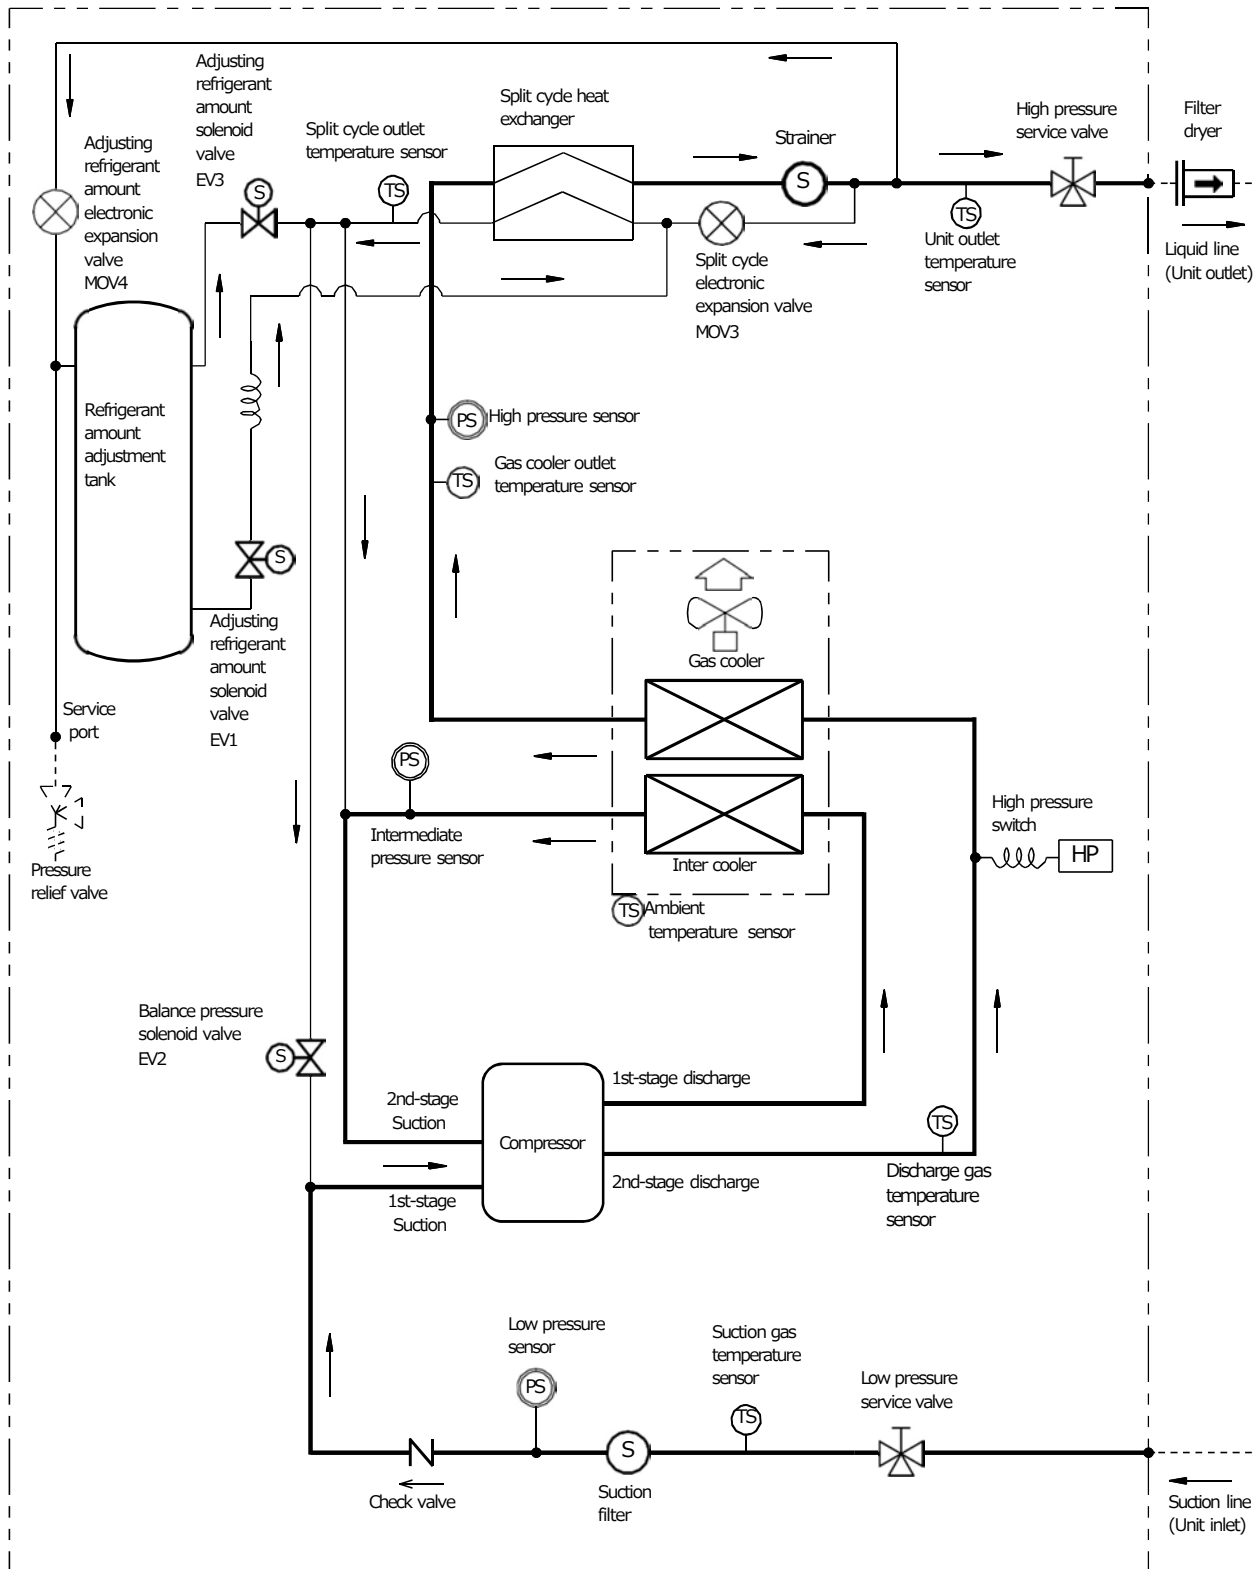 Adjusting
refrigerant
amount
solenoid
valve
EV3
Split cycle outlet
temperature sensor
Split cycle heat
exchanger
Strainer
S
High pressure
service valve
Filter
dryer
Adjusting
refrigerant
amount
electronic
expansion
valve
MOV4
S
TS
TS
Unit outlet
temperature
sensor
Liquid line
(Unit outlet)
Split cycle
electronic
expansion valve
MOV3
Refrigerant
amount
adjustment
tank
PS
High pressure sensor
TS
Gas cooler outlet
temperature sensor
S
Adjusting
refrigerant
amount
solenoid
valve
EV1
Gas cooler
Service
port
PS
Intermediate
pressure sensor
Inter cooler
High pressure
switch
HP
Pressure
relief valve
TS
Ambient
temperature sensor
Balance pressure
solenoid valve
EV2
S
2nd-stage
Suction
1st-stage discharge
Compressor
TS
1st-stage
Suction
2nd-stage discharge
Discharge gas
temperature
sensor
Low pressure
sensor
PS
Suction gas
temperature
sensor
TS
Low pressure
service valve
S
Check valve
Suction
filter
Suction line
(Unit inlet)